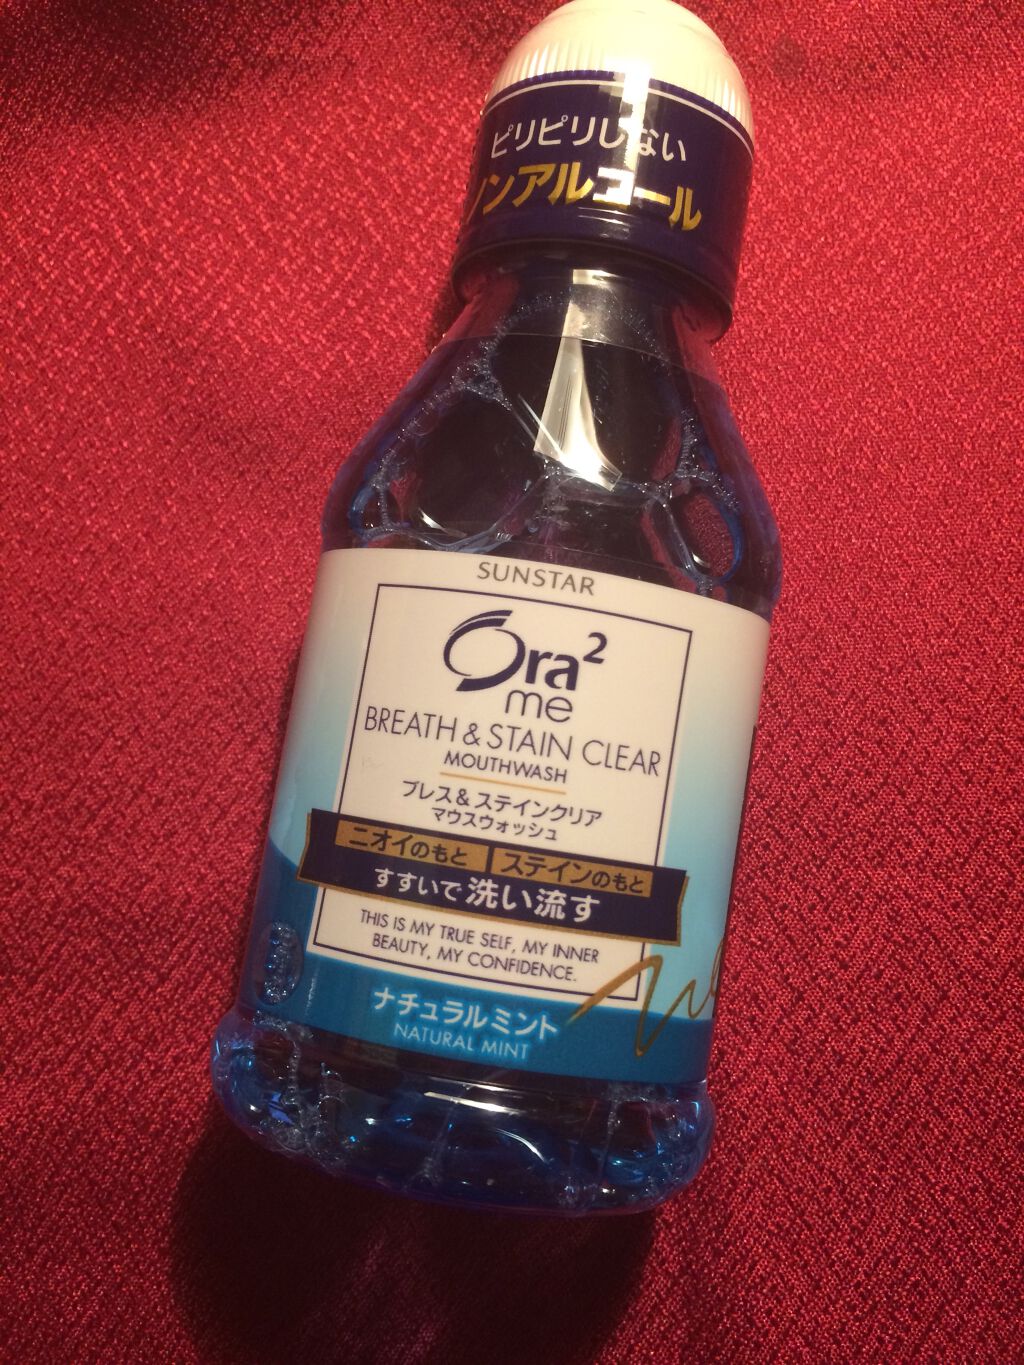 ピリピリしない
ノンアルコール
SUNSTAR
Ora²
me
BREATH & STAIN CLEAR
MOUTHWASH
ブレス&ステインクリア
マウスウォッシュ
ニオイのもと ステインのもと
すすいで洗い流す
THIS IS MY TRUE SELF, MY INNER
BEAUTY, MY CONFIDENCE.
ナチュラルミント
NATURAL MINT